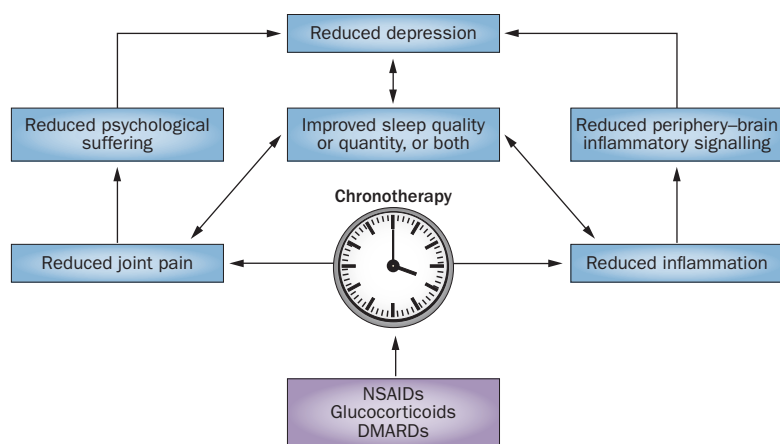 Reduced depression
Reduced psychological
suffering
Improved sleep quality
or quantity, or both
Reduced periphery–brain
inflammatory signalling
Chronotherapy
Reduced joint pain
Reduced inflammation
NSAIDs
Glucocorticoids
DMARDs